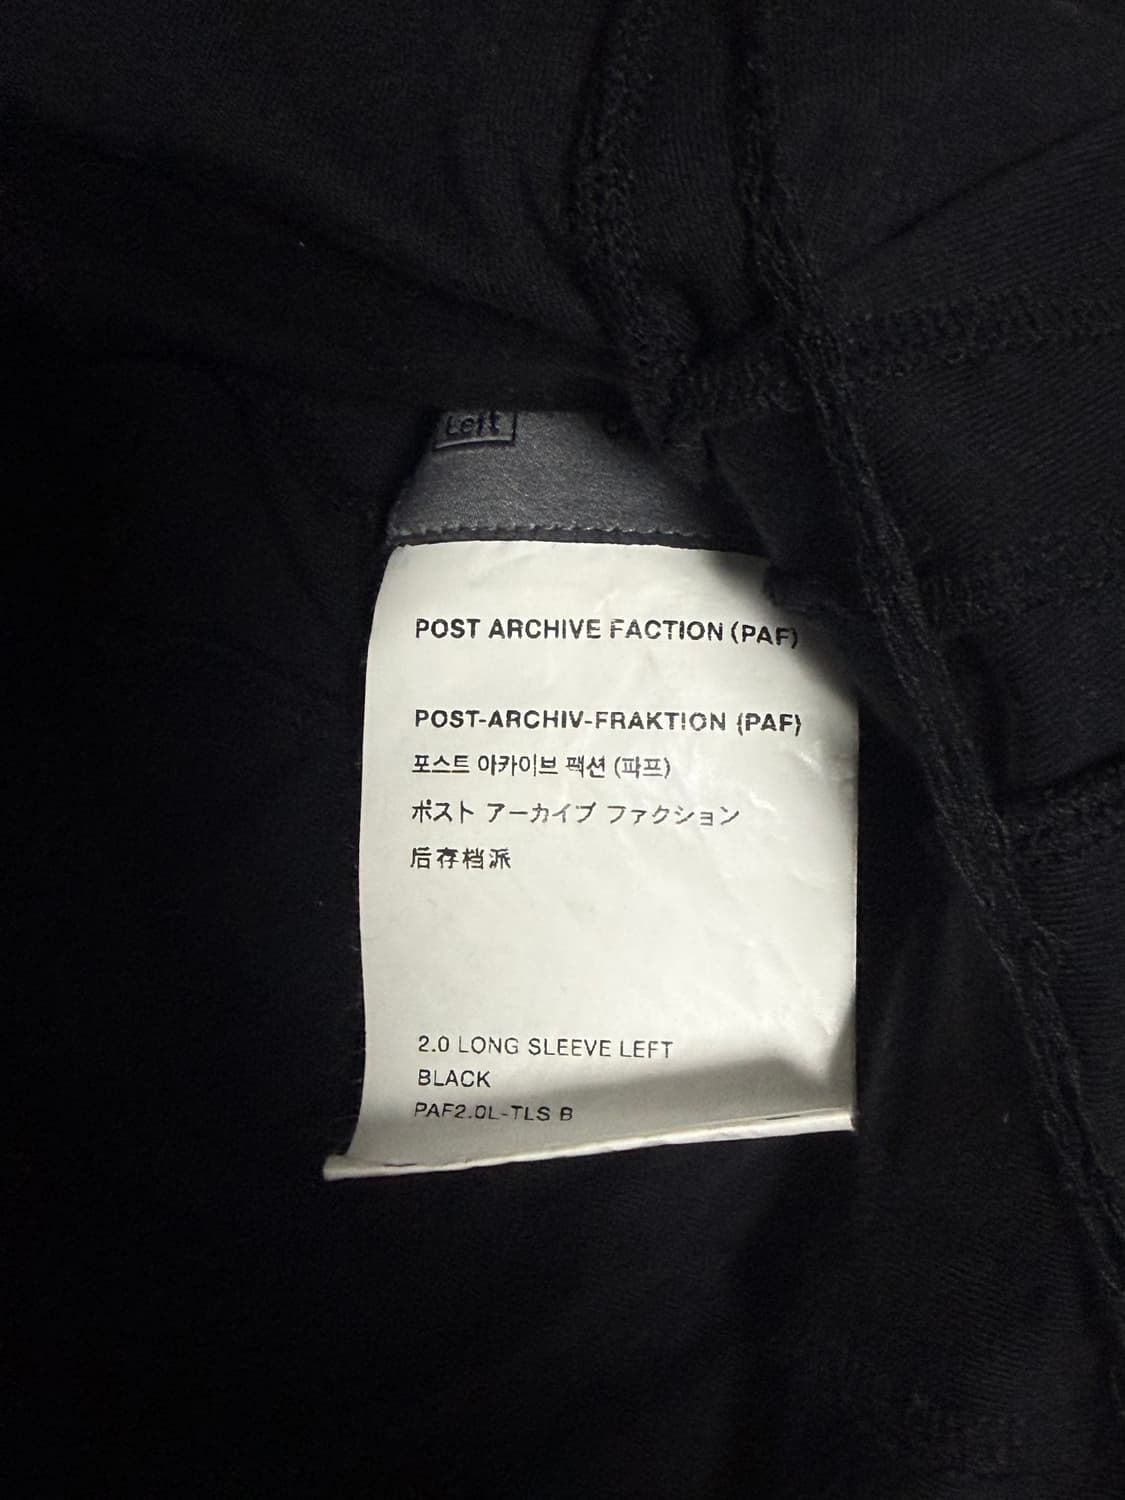 Left
POST ARCHIVE FACTION (PAF)
POST-ARCHIV-FRAKTION (PAF)
포스트 아카이브 팩션 (파프)
ポスト アーカイブ ファクション
后存档派
2.0 LONG SLEEVE LEFT
BLACK
PAF2.0L-TLS B